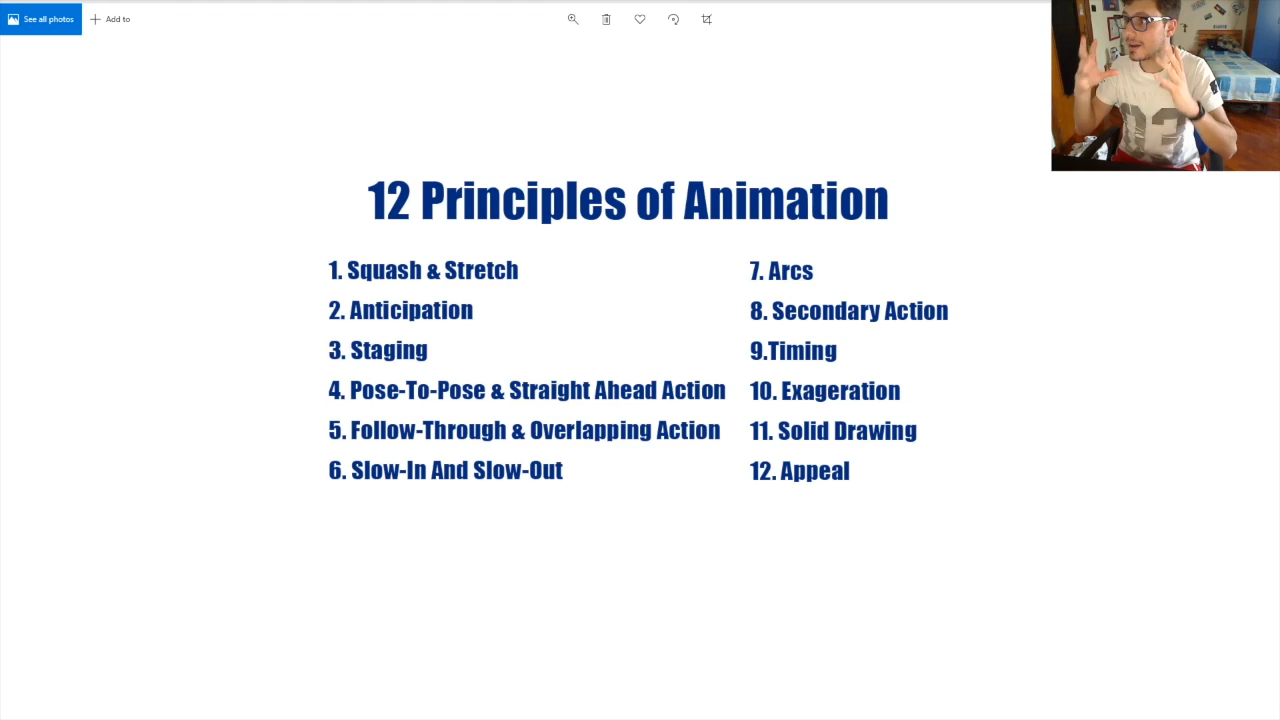 See all photos
Add to
12 Principles of Animation
1. Squash & Stretch
2. Anticipation
3. Staging
4. Pose-To-Pose & Straight Ahead Action
5. Follow-Through & Overlapping Action
6. Slow-In And Slow-Out
7. Arcs
8. Secondary Action
9.Timing
10. Exageration
11. Solid Drawing
12. Appeal
03